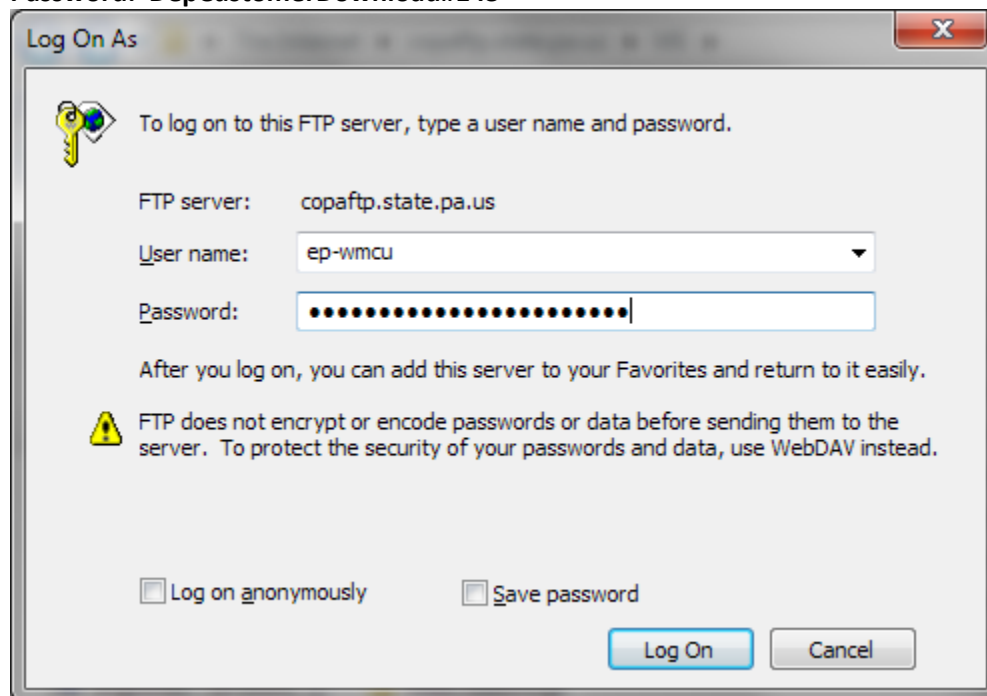 Password:
Log On As
To log on to this FTP server, type a user name and password.
FTP server: copaftp.state.pa.us
User name: ep-wmcu
Password: •••••••••••••••••••••••
After you log on, you can add this server to your Favorites and return to it easily.
FTP does not encrypt or encode passwords or data before sending them to the
server. To protect the security of your passwords and data, use WebDAV instead.
Log on anonymously Save password
Log On Cancel